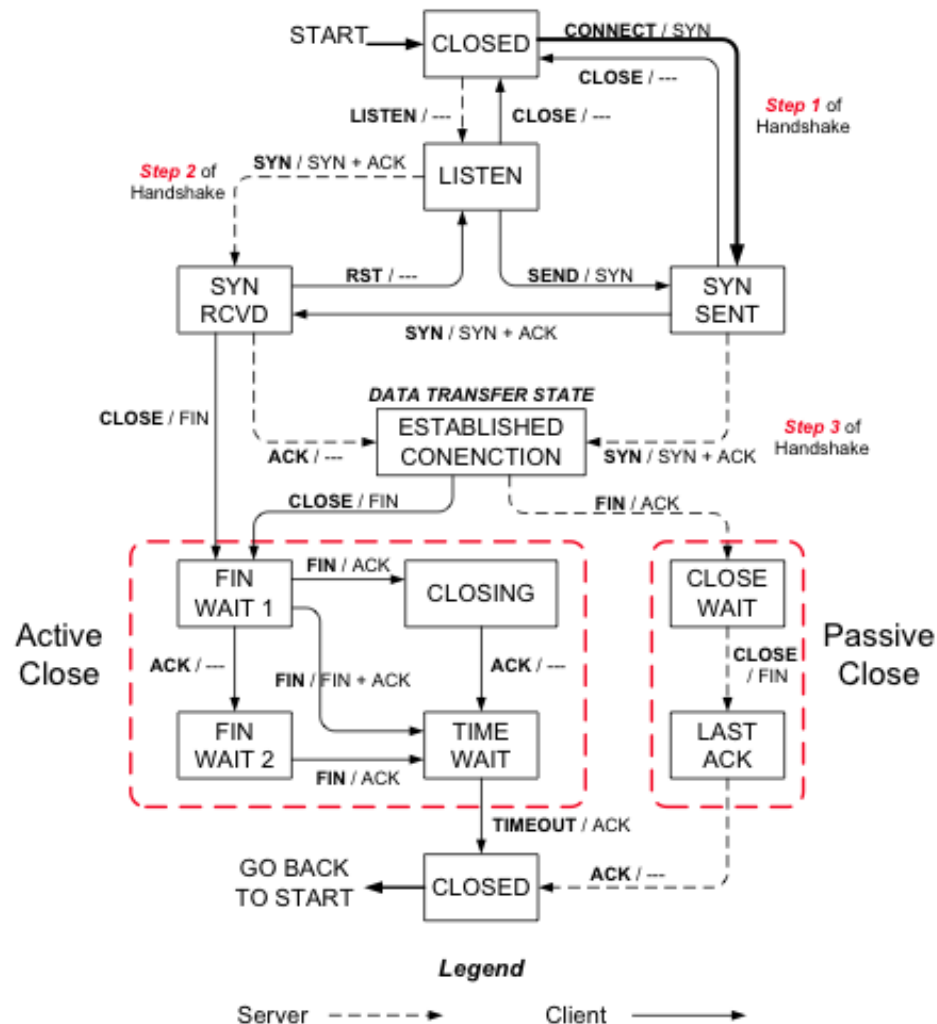 START
CLOSED
CONNECT / SYN
CLOSE / ---
Step 1 of
Handshake
LISTEN / ---
CLOSE / ---
SYN / SYN + ACK
Step 2 of
Handshake
LISTEN
RST / ---
SEND / SYN
SYN
RCVD
SYN
SENT
SYN / SYN + ACK
DATA TRANSFER STATE
CLOSE / FIN
ESTABLISHED
CONENCTION
Step 3 of
Handshake
ACK / ---
SYN / SYN + ACK
CLOSE / FIN
FIN / ACK
FIN
WAIT 1
FIN / ACK
CLOSING
CLOSE
WAIT
Active
Close
Passive
Close
ACK / ---
FIN / FIN + ACK
ACK / ---
CLOSE
/ FIN
FIN
WAIT 2
TIME
WAIT
LAST
ACK
FIN / ACK
TIMEOUT / ACK
GO BACK
TO START
CLOSED
ACK / ---
Legend
Server
Client